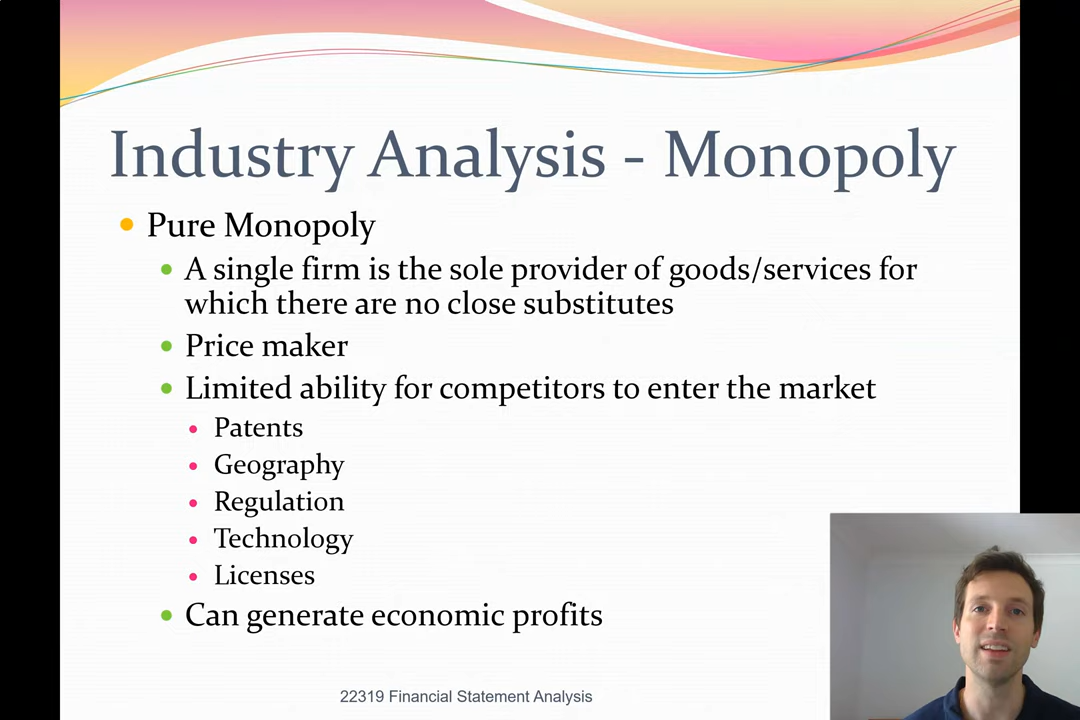 Industry Analysis - Monopoly
Pure Monopoly
A single firm is the sole provider of goods/services for
which there are no close substitutes
Price maker
Limited ability for competitors to enter the market
Patents
Geography
Regulation
Technology
Licenses
Can generate economic profits
22319 Financial Statement Analysis